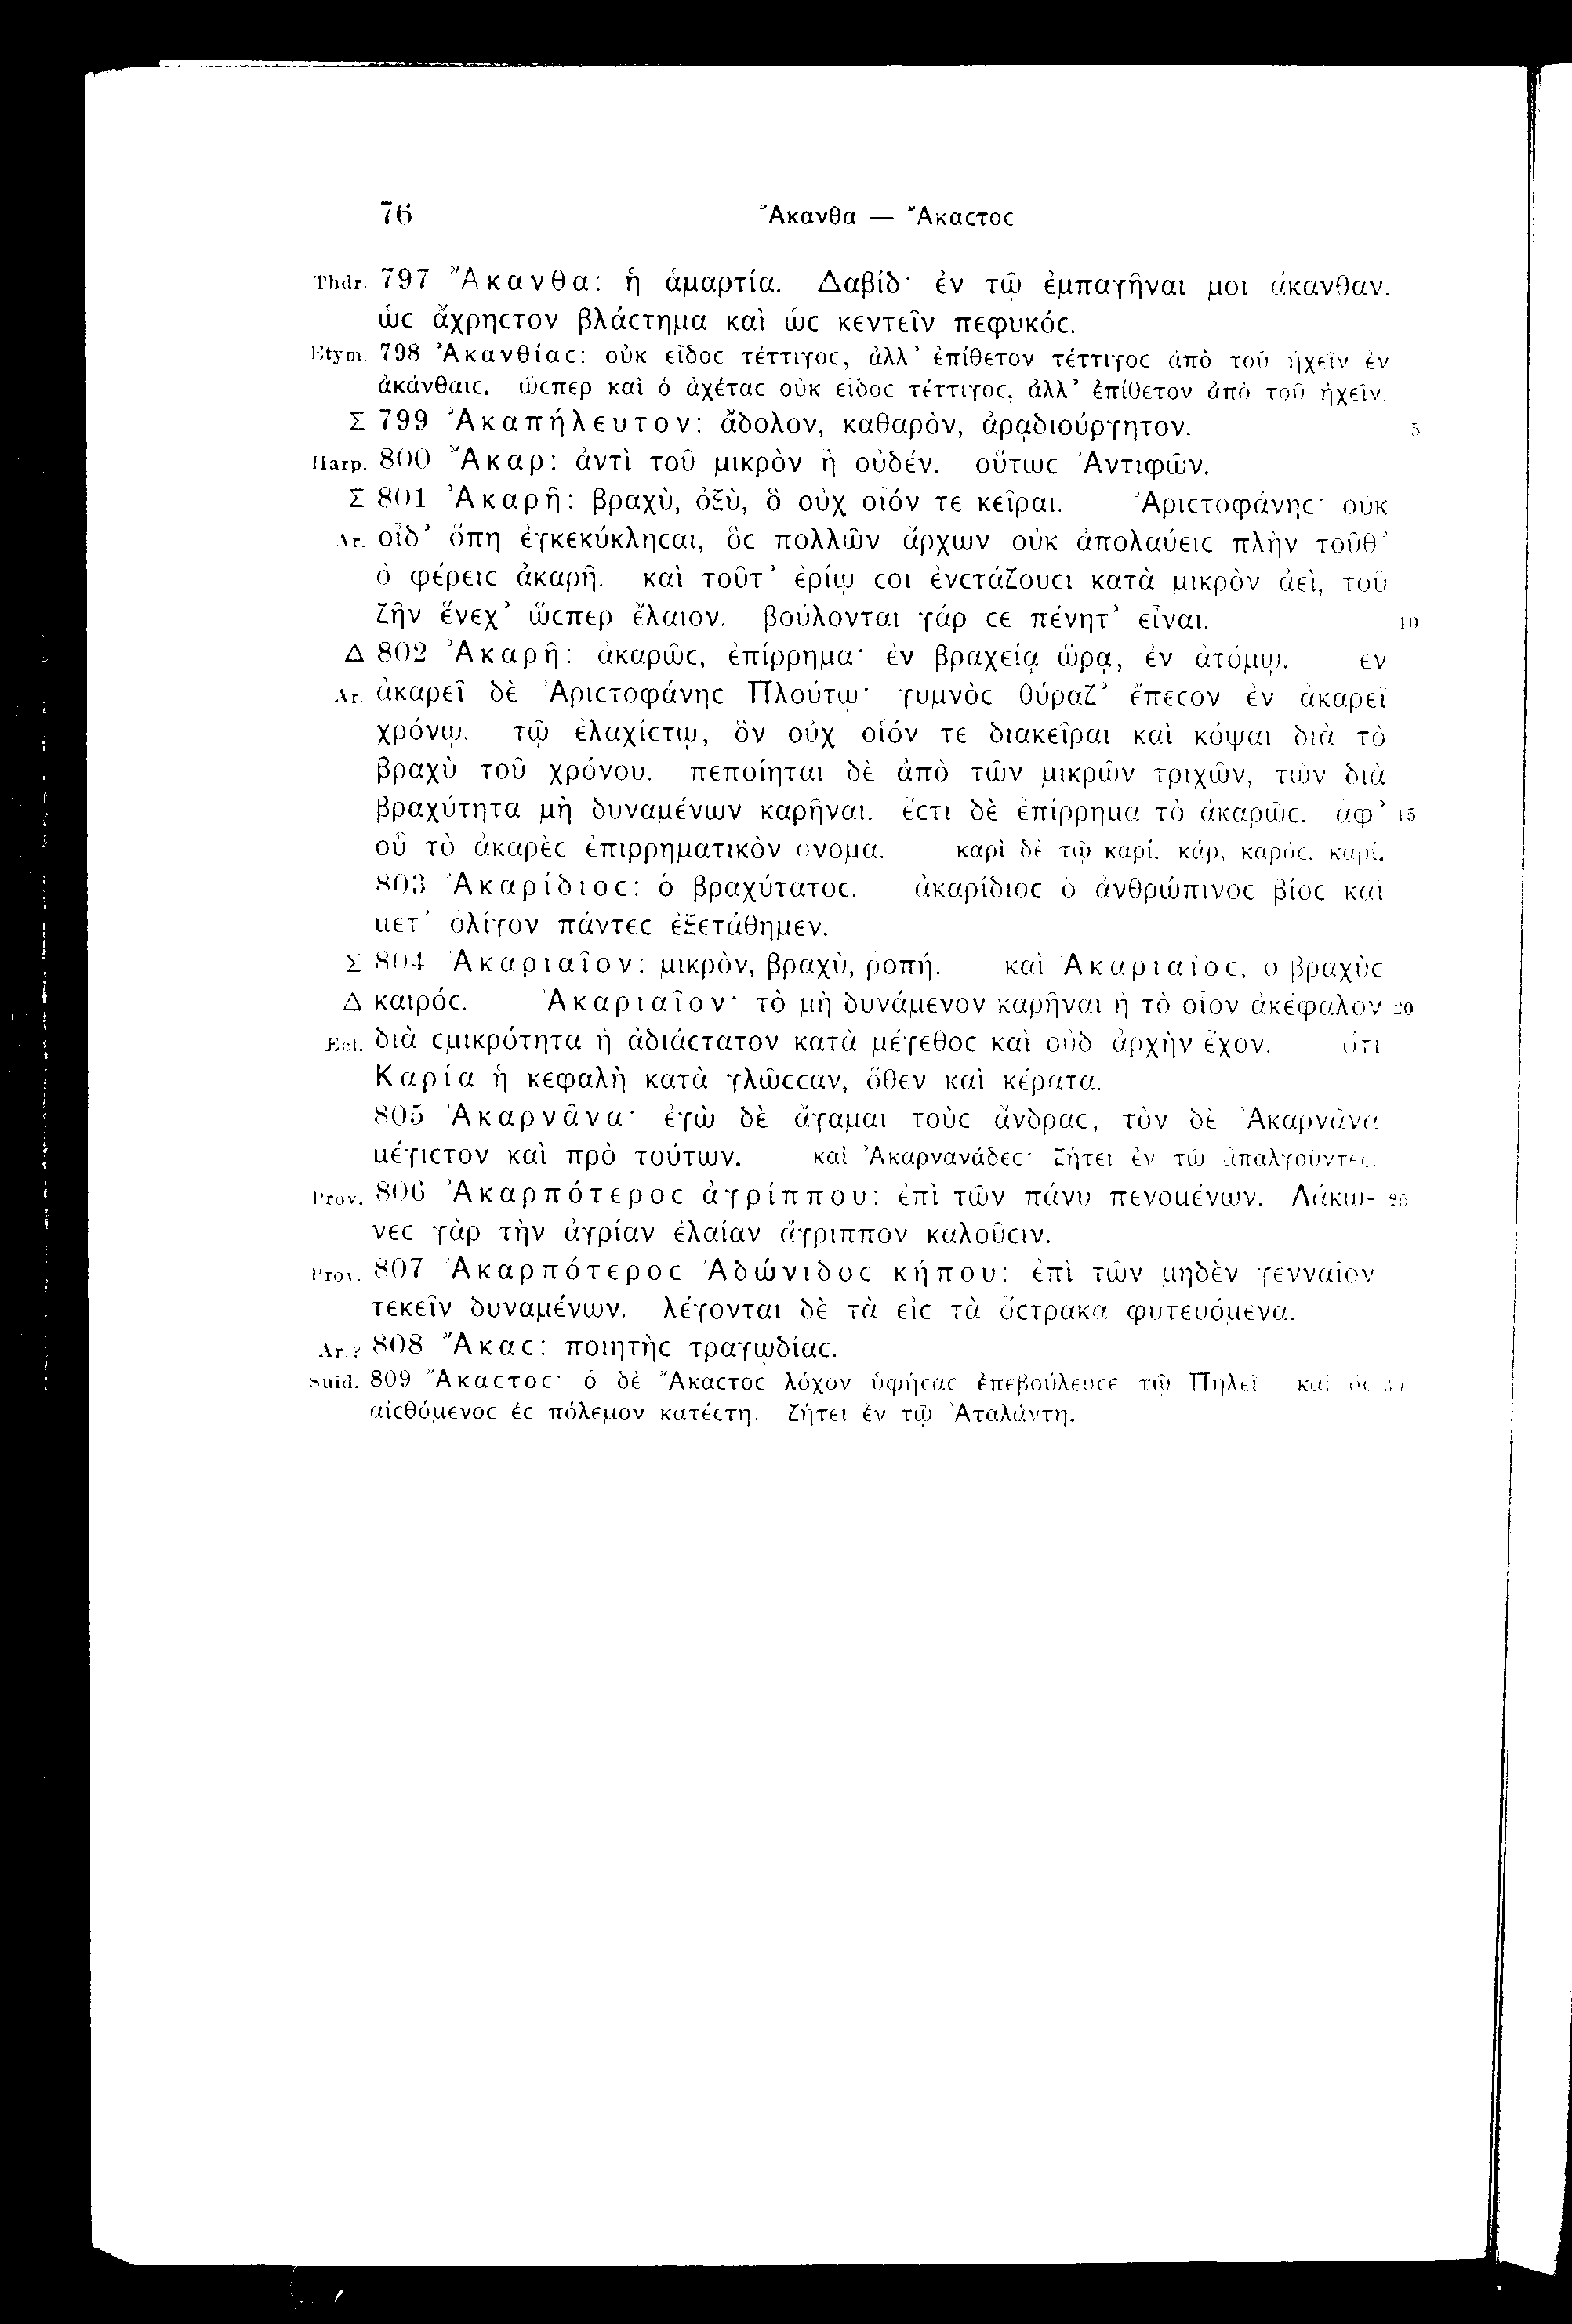 76 Ἄκανθα — Ἄκαϲτοϲ
Thdr. 797 Ἄκανθα: ἡ ἁμαρτία. Δαβίδ· ἐν τῷ ἐμπαγῆναι μοι ἄκανθαν.
ὡϲ ἄχρηϲτον βλάϲτημα καὶ ὡϲ κεντεῖν πεφυκόϲ.
Etym. 798 Ἀκανθίαϲ: οὐκ εἶδοϲ τέττιγοϲ, ἀλλ’ ἐπίθετον τέττιγοϲ ἀπὸ τοῦ ἠχεῖν ἐν
ἀκάνθαιϲ. ὥϲπερ καὶ ὁ ἀχέταϲ οὐκ εἶδοϲ τέττιγοϲ, ἀλλ’ ἐπίθετον ἀπὸ τοῦ ἠχεῖν.
Σ 799 Ἀκαπήλευτον: ἄδολον, καθαρὸν, ἀρᾳδιούργητον. 5
Harp. 800 Ἄκαρ: ἀντὶ τοῦ μικρὸν ἢ οὐδέν. οὕτωϲ Ἀντιφῶν.
Σ 801 Ἀκαρῆ: βραχὺ, ὀξὺ, ὃ οὐχ οἷόν τε κεῖραι. Ἀριϲτοφάνηϲ· οὐκ
Ar. οἶδ’ ὅπη ἐγκεκύκληϲαι, ὃϲ πολλῶν ἄρχων οὐκ ἀπολαύειϲ πλὴν τοῦθ’
ὃ φέρειϲ ἀκαρῆ. καὶ τοῦτ’ ἐρίῳ ϲοι ἐνϲτάζουϲι κατὰ μικρὸν ἀεὶ, τοῦ
ζῆν ἕνεχ’ ὥϲπερ ἔλαιον. βούλονται γάρ ϲε πένητ’ εἶναι. 10
Δ 802 Ἀκαρῆ: ἀκαρῶϲ, ἐπίρρημα· ἐν βραχείᾳ ὥρᾳ, ἐν ἀτόμῳ. ἐν
Ar. ἀκαρεῖ δὲ Ἀριϲτοφάνηϲ Πλούτῳ· γυμνὸϲ θύραζ’ ἔπεϲον ἐν ἀκαρεῖ
χρόνῳ. τῷ ἐλαχίϲτῳ, ὃν οὐχ οἷόν τε διακεῖραι καὶ κόψαι διὰ τὸ
βραχὺ τοῦ χρόνου. πεποίηται δὲ ἀπὸ τῶν μικρῶν τριχῶν, τῶν διὰ
βραχύτητα μὴ δυναμένων καρῆναι. ἔϲτι δὲ ἐπίρρημα τὸ ἀκαρῶϲ. ἀφ’ 15
οὗ τὸ ἀκαρὲϲ ἐπιρρηματικὸν ὄνομα. καρὶ δὲ τῷ καρί. κάρ, καρόϲ. καρί.
803 Ἀκαρίδιοϲ: ὁ βραχύτατοϲ. ἀκαρίδιοϲ ὁ ἀνθρώπινοϲ βίοϲ καὶ
μετ’ ὀλίγον πάντεϲ ἐξετάθημεν.
Σ 804 Ἀκαριαῖον: μικρὸν, βραχὺ, ῥοπή. καὶ Ἀκαριαῖοϲ, ὁ βραχὺϲ
Δ καιρόϲ. Ἀκαριαῖον· τὸ μὴ δυνάμενον καρῆναι ἢ τὸ οἷον ἀκέφαλον 20
Ecl. διὰ ϲμικρότητα ἢ ἀδιάϲτατον κατὰ μέγεθοϲ καὶ οὐδ’ ἀρχὴν ἔχον. ὅτι
Καρία ἡ κεφαλὴ κατὰ γλῶϲϲαν, ὅθεν καὶ κέρατα.
805 Ἀκαρνᾶνα· ἐγὼ δὲ ἄγαμαι τοὺϲ ἄνδραϲ, τὸν δὲ Ἀκαρνᾶνα
μέγιϲτον καὶ πρὸ τούτων. καὶ Ἀκαρνανάδεϲ· ζήτει ἐν τῷ ἀπαλγοῦντεϲ.
Prov. 806 Ἀκαρπότεροϲ ἀγρίππου: ἐπὶ τῶν πάνυ πενομένων. Λάκω- 25
νεϲ γὰρ τὴν ἀγρίαν ἐλαίαν ἄγριππον καλοῦϲιν.
Prov. 807 Ἀκαρπότεροϲ Ἀδώνιδοϲ κήπου: ἐπὶ τῶν μηδὲν γενναῖον
τεκεῖν δυναμένων. λέγονται δὲ τὰ εἰϲ τὰ ὄϲτρακα φυτευόμενα.
Ar.? 808 Ἄκαϲ: ποιητὴϲ τραγῳδίαϲ.
Suid. 809 Ἄκαϲτοϲ· ὁ δὲ Ἄκαϲτοϲ λόχον ὑφήϲαϲ ἐπεβούλευϲε τῷ Πηλεῖ. καὶ ὃϲ 30
αἰϲθόμενοϲ ἐϲ πόλεμον κατέϲτη. ζήτει ἐν τῷ Ἀταλάντη.